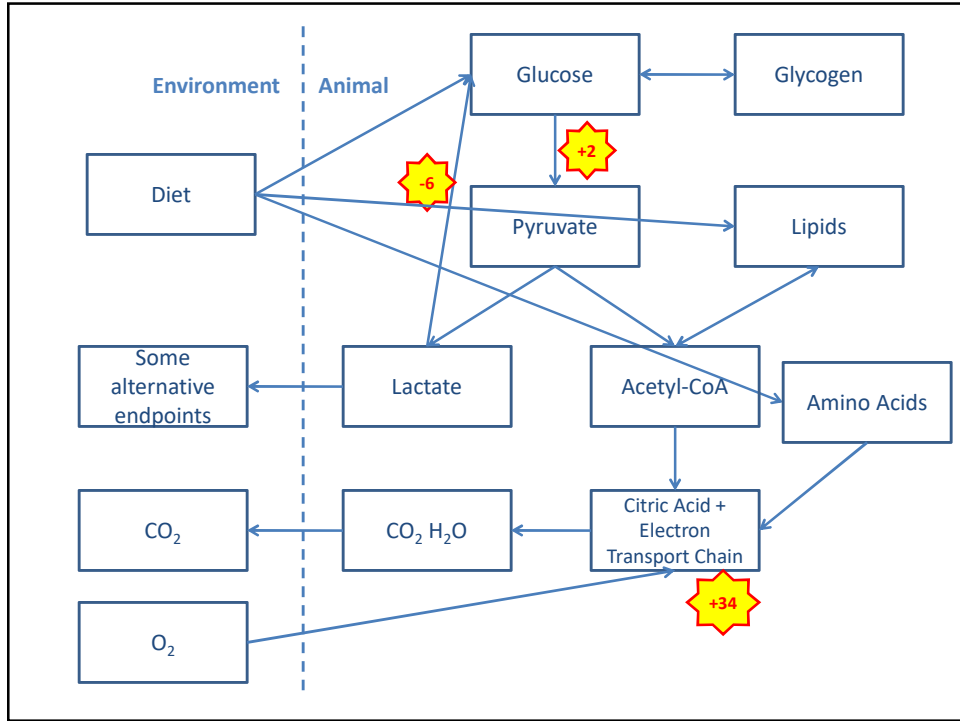 Environment
Animal
Glucose
Glycogen
+2
-6
Diet
Pyruvate
Lipids
Some
alternative
endpoints
Lactate
Acetyl-CoA
Amino Acids
CO₂
CO₂ H₂O
Citric Acid +
Electron
Transport Chain
+34
O₂